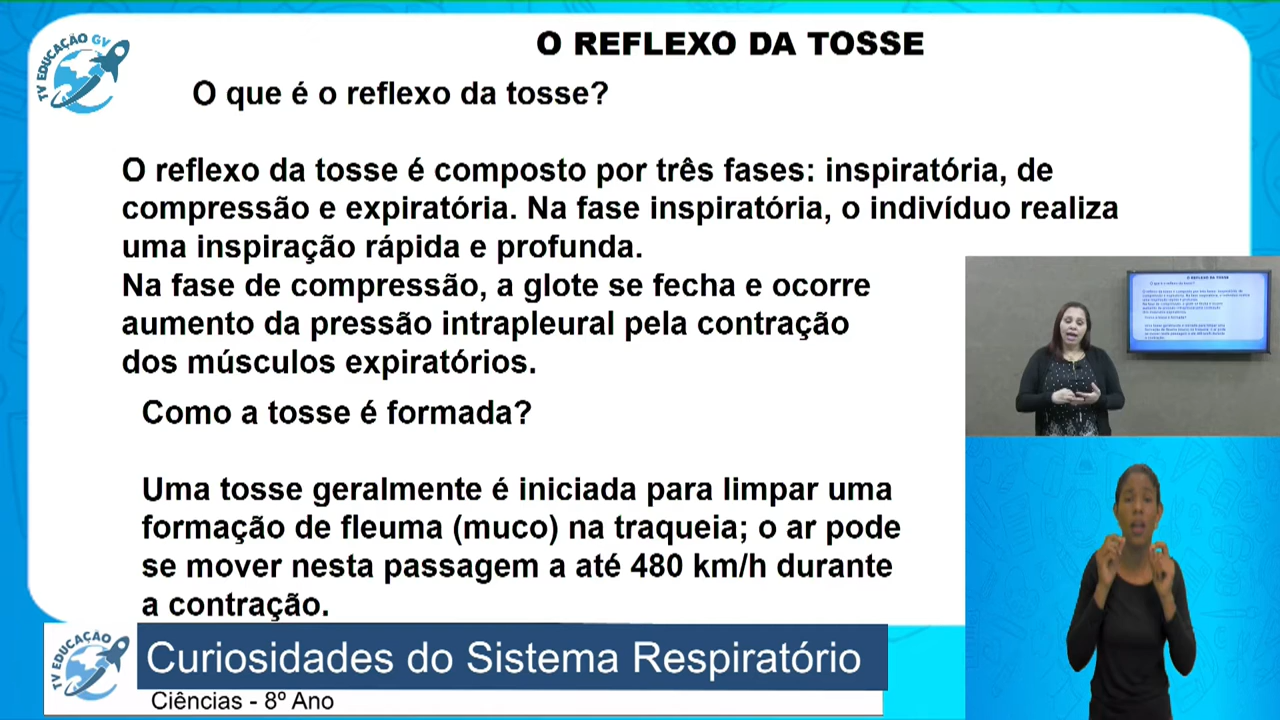 TV EDUCAÇÃO GV
O REFLEXO DA TOSSE
O que é o reflexo da tosse?
O reflexo da tosse é composto por três fases: inspiratória, de
compressão e expiratória. Na fase inspiratória, o indivíduo realiza
uma inspiração rápida e profunda.
Na fase de compressão, a glote se fecha e ocorre
aumento da pressão intrapleural pela contração
dos músculos expiratórios.
Como a tosse é formada?
Uma tosse geralmente é iniciada para limpar uma
formação de fleuma (muco) na traqueia; o ar pode
se mover nesta passagem a até 480 km/h durante
a contração.
O REFLEXO DA TOSSE
TV EDUCAÇÃO
Curiosidades do Sistema Respiratório
Ciências - 8º Ano